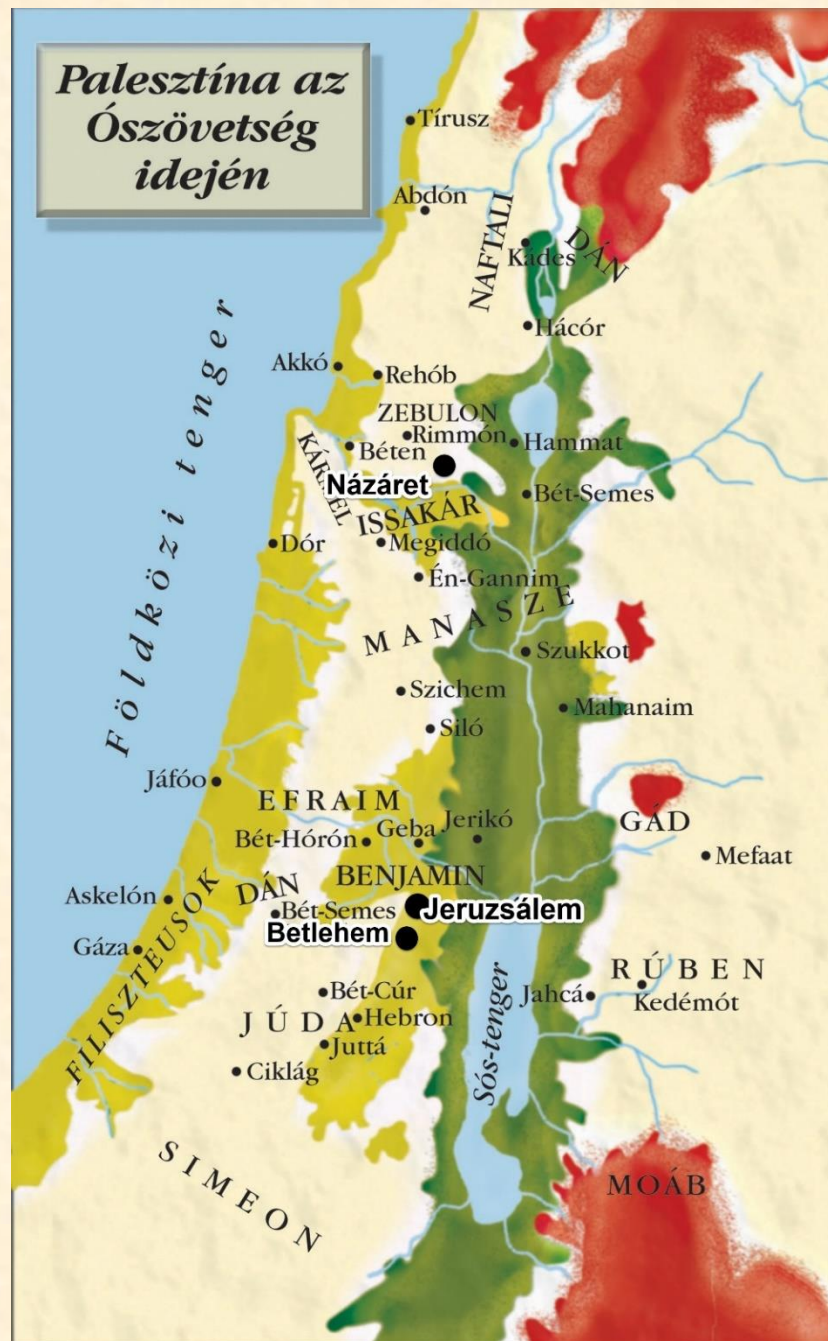 Palesztína az
Ószövetség
idején
Tírusz
Abdón
NAFTALI
DÁN
Kádes
Hácór
Földközi tenger
Akkó
Rehób
ZEBULON
Rimmón
Hammat
Béten
KÁRMEL
Názáret
Bét-Semes
ISSAKÁR
Dór
Megiddó
Én-Gannim
MANASZE
Szukkot
Szichem
Mahanaim
Siló
Jáfóo
EFRAIM
GÁD
Bét-Hórón
Geba
Jerikó
Mefaat
BENJAMIN
Askelón
DÁN
Bét-Semes
Jeruzsálem
Betlehem
Gáza
FILISZTEUSOK
RÚBEN
Bét-Cúr
Jahcá
Kedémót
JÚDA
Hebron
Juttá
Sós-tenger
Ciklág
SIMEON
MOÁB